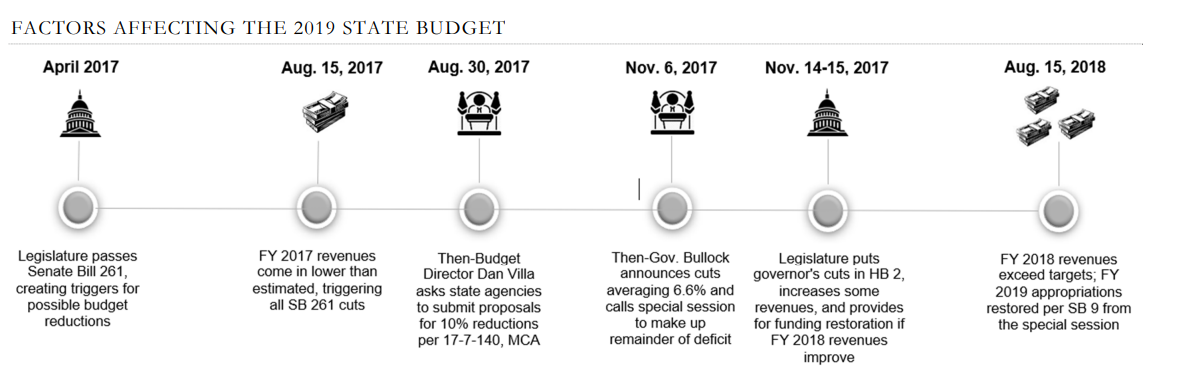 FACTORS AFFECTING THE 2019 STATE BUDGET
April 2017
Legislature passes
Senate Bill 261,
creating triggers for
possible budget
reductions
Aug. 15, 2017
FY 2017 revenues
come in lower than
estimated, triggering
all SB 261 cuts
Aug. 30, 2017
Then-Budget
Director Dan Villa
asks state agencies
to submit proposals
for 10% reductions
per 17-7-140, MCA
Nov. 6, 2017
Then-Gov. Bullock
announces cuts
averaging 6.6% and
calls special session
to make up
remainder of deficit
Nov. 14-15, 2017
Legislature puts
governor's cuts in HB 2,
increases some
revenues, and provides
for funding restoration if
FY 2018 revenues
improve
Aug. 15, 2018
FY 2018 revenues
exceed targets; FY
2019 appropriations
restored per SB 9 from
the special session